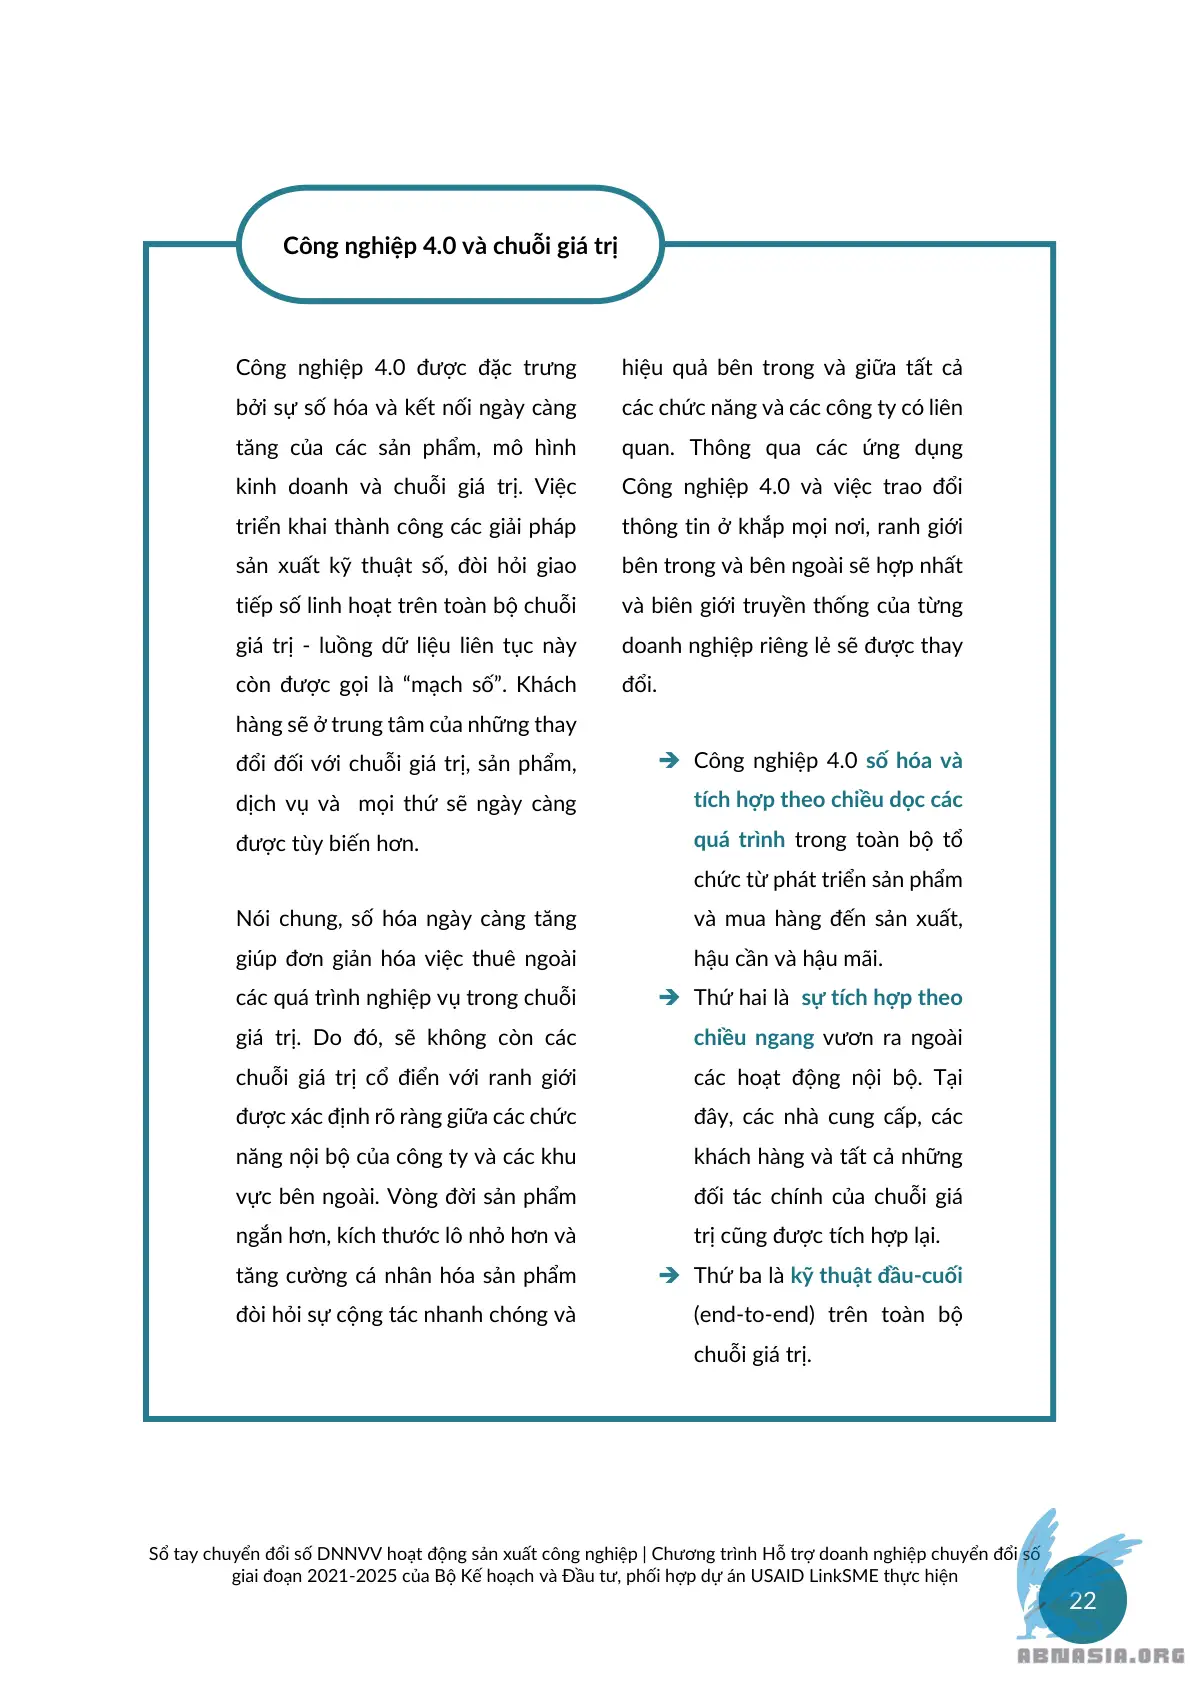 Công nghiệp 4.0 và chuỗi giá trị
Công nghiệp 4.0 được đặc trưng
bởi sự số hóa và kết nối ngày càng
tăng của các sản phẩm, mô hình
kinh doanh và chuỗi giá trị. Việc
triển khai thành công các giải pháp
sản xuất kỹ thuật số, đòi hỏi giao
tiếp số linh hoạt trên toàn bộ chuỗi
giá trị - luồng dữ liệu liên tục này
còn được gọi là “mạch số”. Khách
hàng sẽ ở trung tâm của những thay
đổi đối với chuỗi giá trị, sản phẩm,
dịch vụ và mọi thứ sẽ ngày càng
được tùy biến hơn.
Nói chung, số hóa ngày càng tăng
giúp đơn giản hóa việc thuê ngoài
các quá trình nghiệp vụ trong chuỗi
giá trị. Do đó, sẽ không còn các
chuỗi giá trị cổ điển với ranh giới
được xác định rõ ràng giữa các chức
năng nội bộ của công ty và các khu
vực bên ngoài. Vòng đời sản phẩm
ngắn hơn, kích thước lô nhỏ hơn và
tăng cường cá nhân hóa sản phẩm
đòi hỏi sự cộng tác nhanh chóng và
hiệu quả bên trong và giữa tất cả
các chức năng và các công ty có liên
quan. Thông qua các ứng dụng
Công nghiệp 4.0 và việc trao đổi
thông tin ở khắp mọi nơi, ranh giới
bên trong và bên ngoài sẽ hợp nhất
và biên giới truyền thống của từng
doanh nghiệp riêng lẻ sẽ được thay
đổi.
➔ Công nghiệp 4.0 số hóa và
tích hợp theo chiều dọc các
quá trình trong toàn bộ tổ
chức từ phát triển sản phẩm
và mua hàng đến sản xuất,
hậu cần và hậu mãi.
➔ Thứ hai là sự tích hợp theo
chiều ngang vươn ra ngoài
các hoạt động nội bộ. Tại
đây, các nhà cung cấp, các
khách hàng và tất cả những
đối tác chính của chuỗi giá
trị cũng được tích hợp lại.
➔ Thứ ba là kỹ thuật đầu-cuối
(end-to-end) trên toàn bộ
chuỗi giá trị.
Sổ tay chuyển đổi số DNNVV hoạt động sản xuất công nghiệp | Chương trình Hỗ trợ doanh nghiệp chuyển đổi số
giai đoạn 2021-2025 của Bộ Kế hoạch và Đầu tư, phối hợp dự án USAID LinkSME thực hiện
22
ABNASIA.ORG